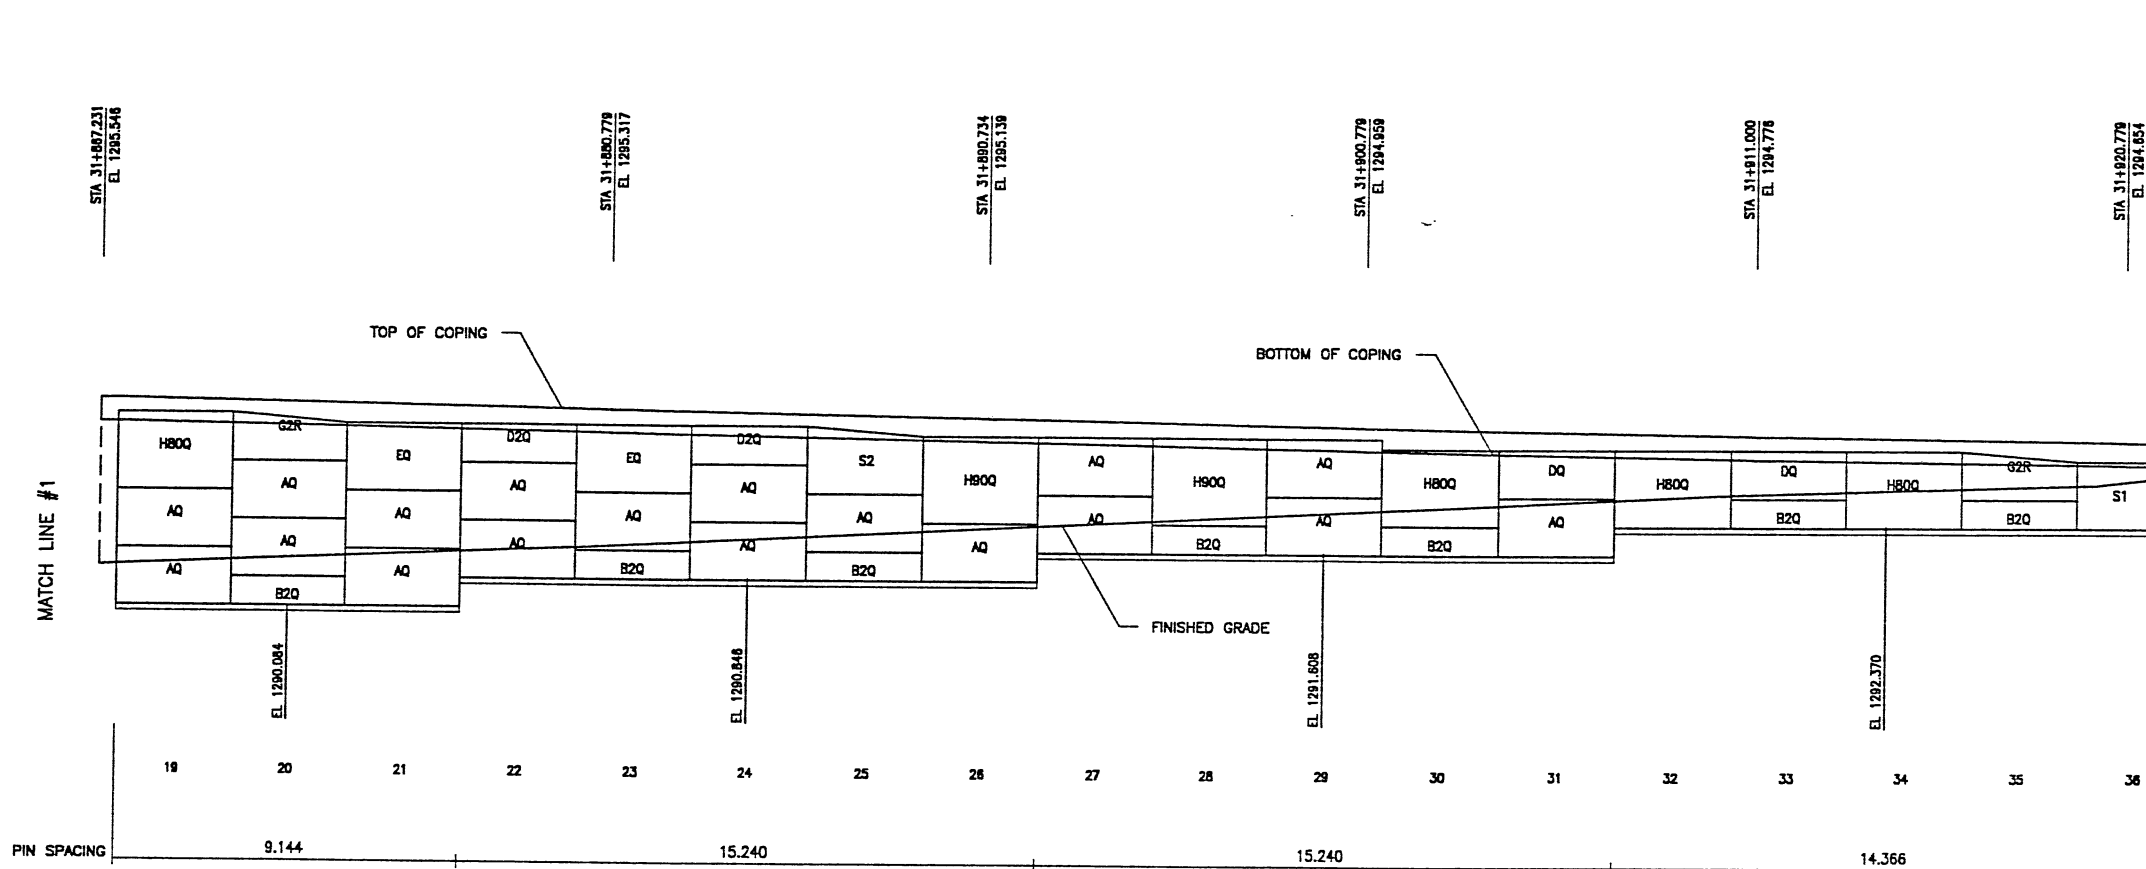 STA 31+867.231
EL 1295.546
STA 31+880.779
EL 1295.317
STA 31+890.734
EL 1295.139
STA 31+900.779
EL 1294.959
STA 31+911.000
EL 1294.776
STA 31+920.779
EL 1294.654
TOP OF COPING
BOTTOM OF COPING
H80Q G2R EQ D2Q EQ D2Q S2 H90Q AQ H90Q AQ H80Q DQ H80Q DQ H80Q G2R S1
AQ AQ AQ AQ AQ AQ AQ AQ AQ B2Q AQ B2Q AQ B2Q B2Q
AQ AQ AQ AQ B2Q AQ B2Q
B2Q
MATCH LINE #1
FINISHED GRADE
EL 1290.084
EL 1290.846
EL 1291.608
EL 1292.370
19 20 21 22 23 24 25 26 27 28 29 30 31 32 33 34 35 36
PIN SPACING 9.144 15.240 15.240 14.366